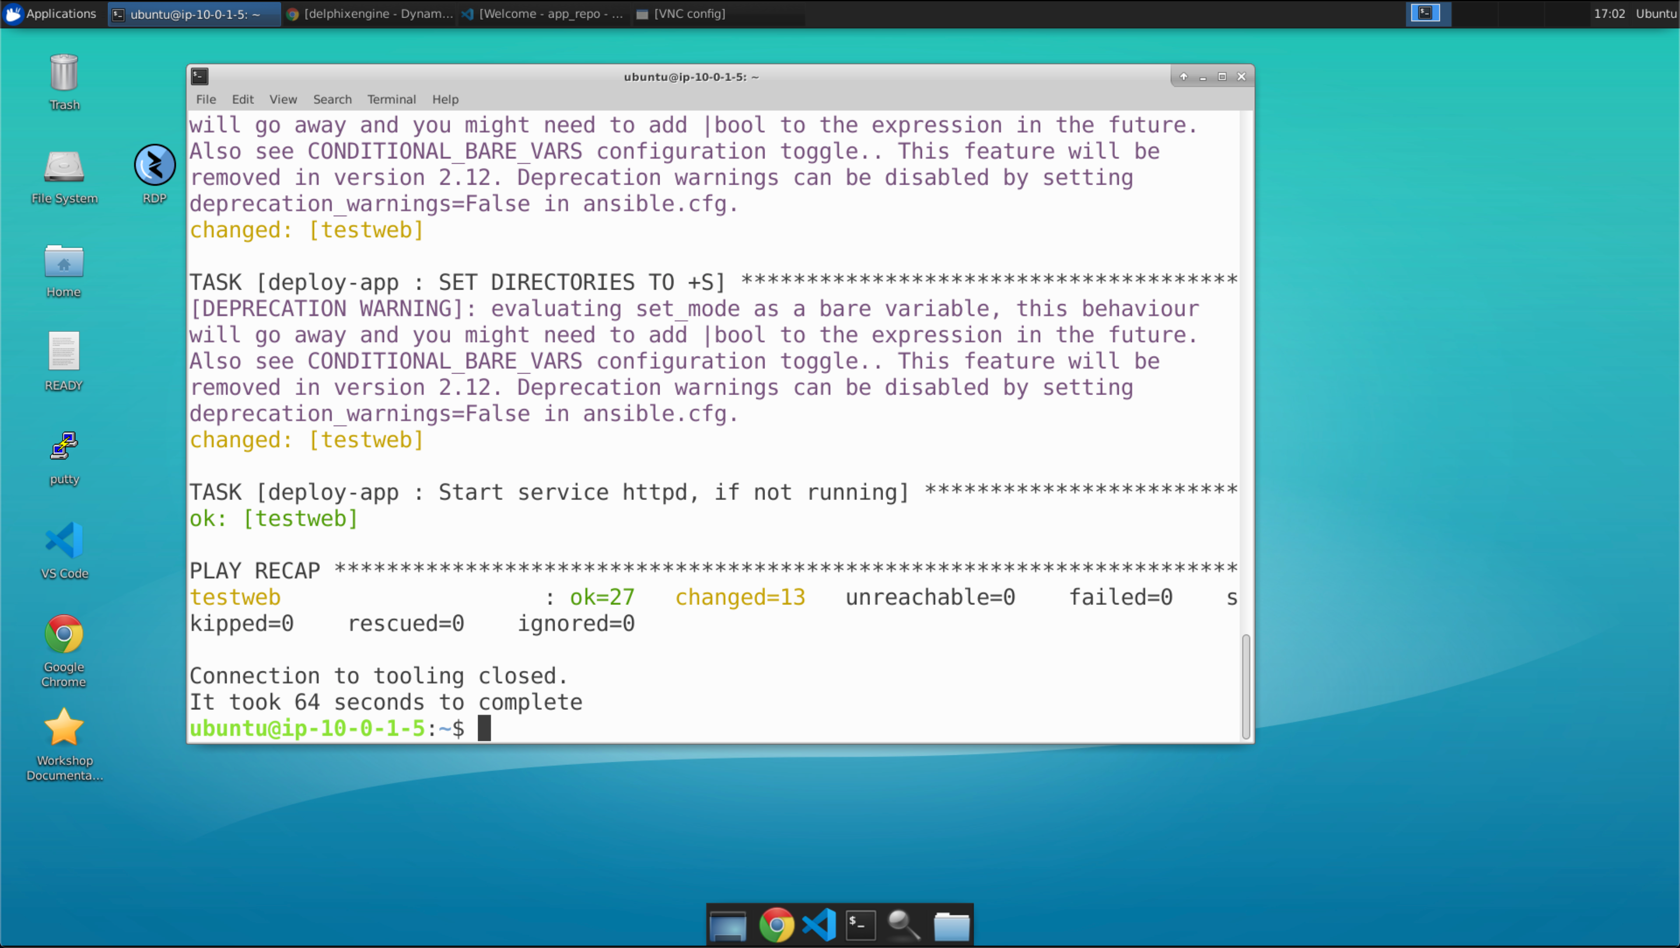 Applications
ubuntu@ip-10-0-1-5: ~
[delphixengine - Dynam...
[Welcome - app_repo - ...
[VNC config]
17:02
Ubuntu
Trash
File System
RDP
Home
READY
putty
VS Code
Google
Chrome
Workshop
Documenta...
ubuntu@ip-10-0-1-5: ~
File Edit View Search Terminal Help
will go away and you might need to add |bool to the expression in the future.
Also see CONDITIONAL_BARE_VARS configuration toggle.. This feature will be
removed in version 2.12. Deprecation warnings can be disabled by setting
deprecation_warnings=False in ansible.cfg.
changed: [testweb]
TASK [deploy-app : SET DIRECTORIES TO +S] **************************************
[DEPRECATION WARNING]: evaluating set_mode as a bare variable, this behaviour
will go away and you might need to add |bool to the expression in the future.
Also see CONDITIONAL_BARE_VARS configuration toggle.. This feature will be
removed in version 2.12. Deprecation warnings can be disabled by setting
deprecation_warnings=False in ansible.cfg.
changed: [testweb]
TASK [deploy-app : Start service httpd, if not running] ************************
ok: [testweb]
PLAY RECAP *********************************************************************
testweb : ok=27 changed=13 unreachable=0 failed=0 s
kipped=0 rescued=0 ignored=0
Connection to tooling closed.
It took 64 seconds to complete
ubuntu@ip-10-0-1-5:~$